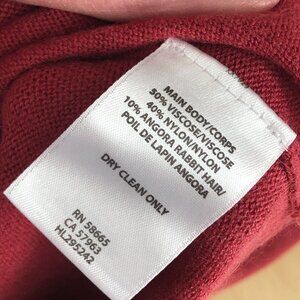 MAIN BODY/CORPS
50% VISCOSE/VISCOSE
40% NYLON/NYLON
10% ANGORA RABBIT HAIR/
POIL DE LAPIN ANGORA
DRY CLEAN ONLY
RN 58665
CA 57963
HL295242